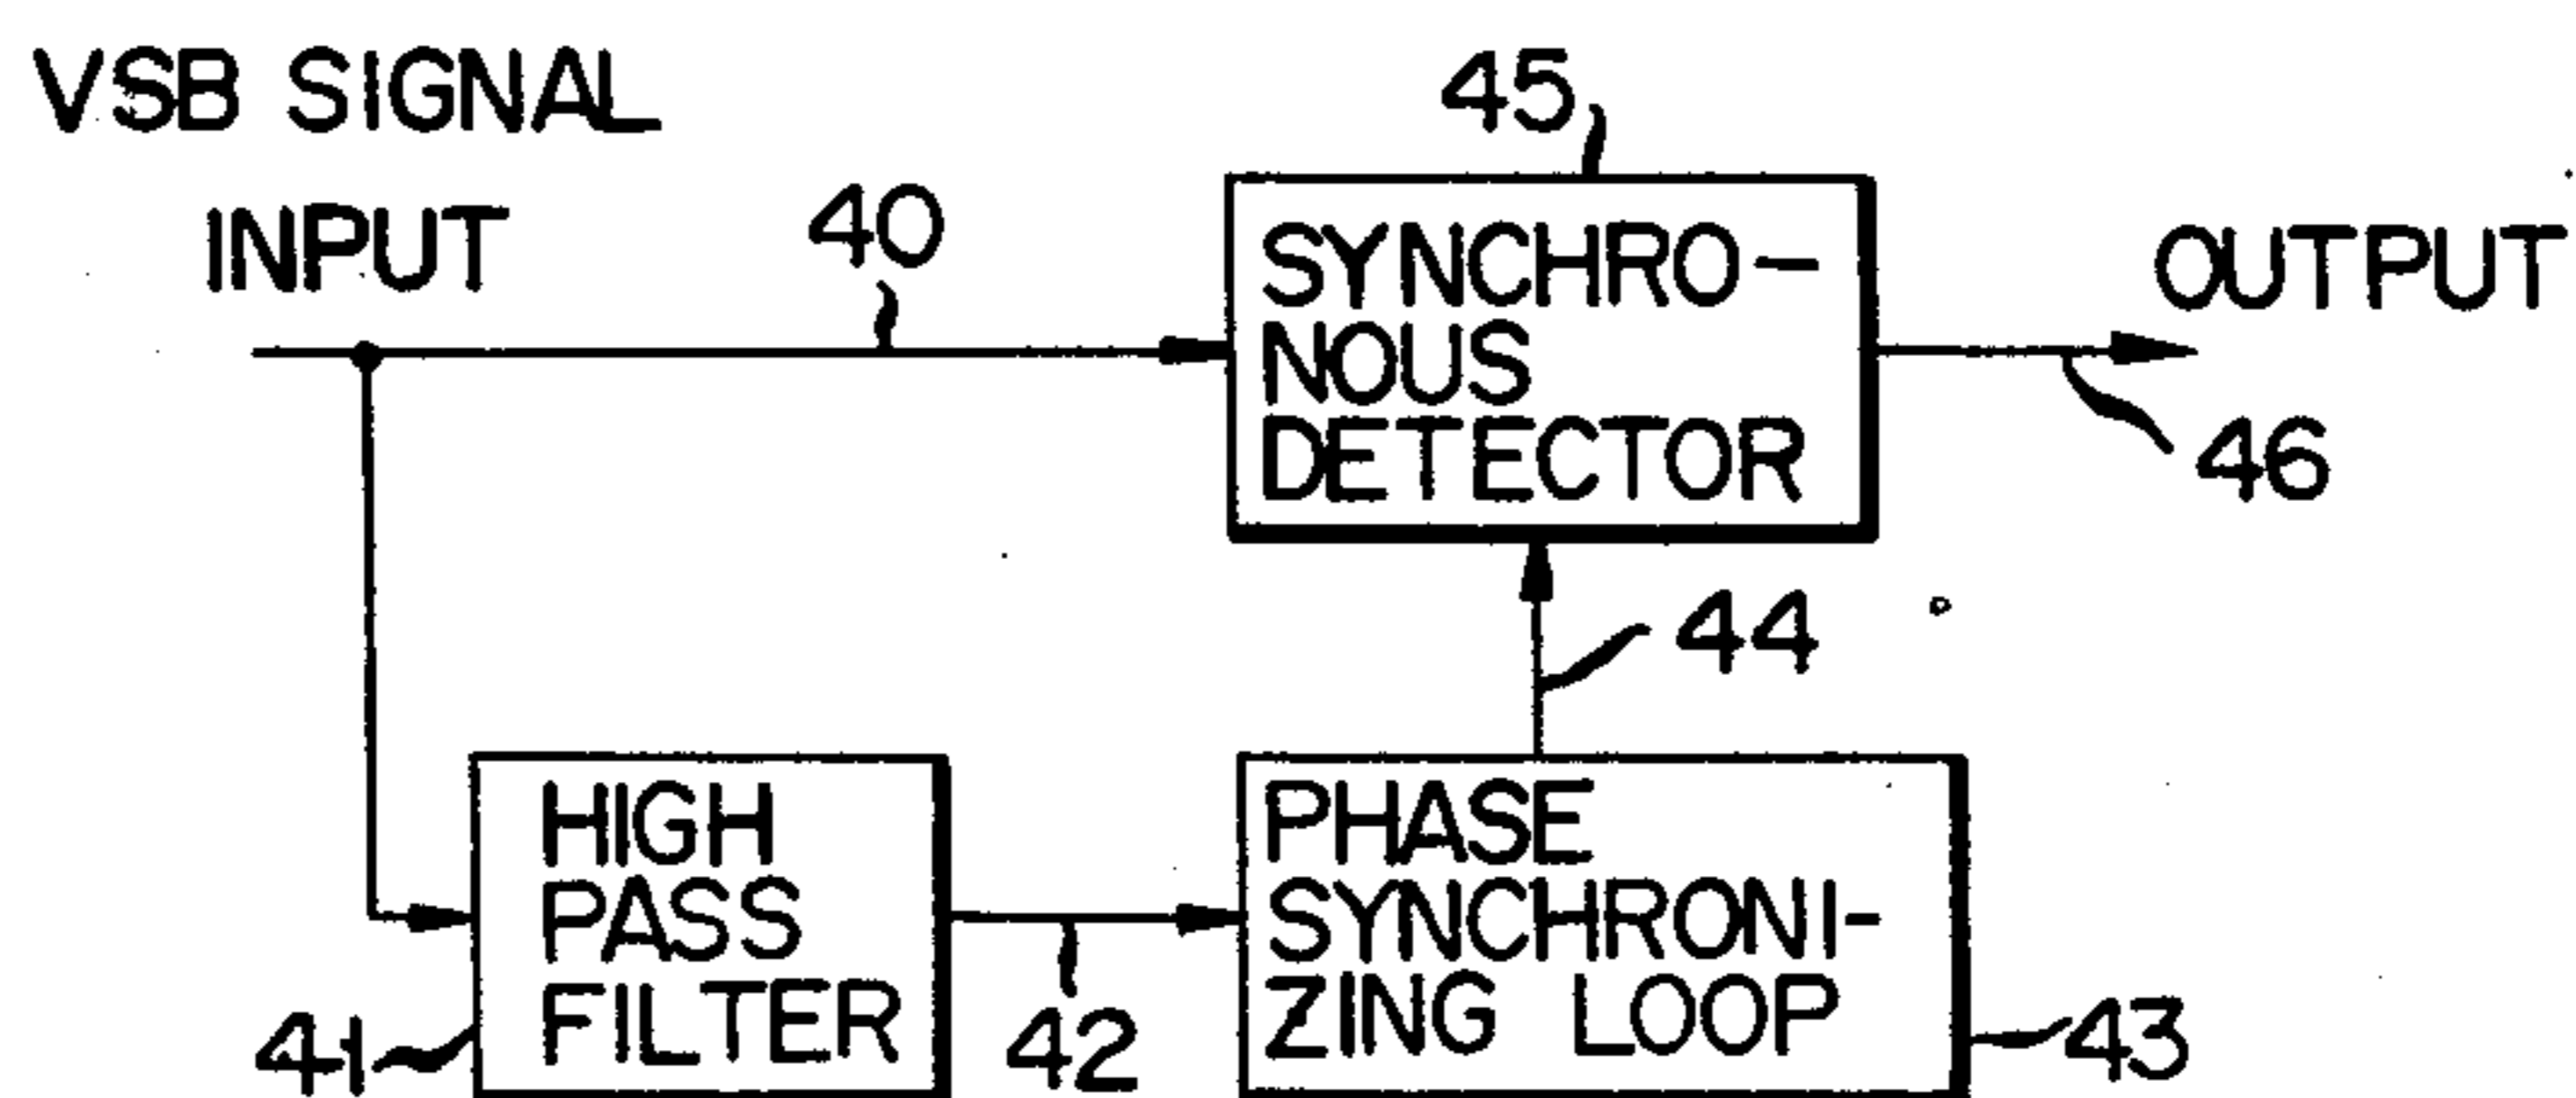 VSB SIGNAL
INPUT
40
45
SYNCHRO-
NOUS
DETECTOR
OUTPUT
46
44
HIGH
PASS
FILTER
41
42
PHASE
SYNCHRONI-
ZING LOOP
43